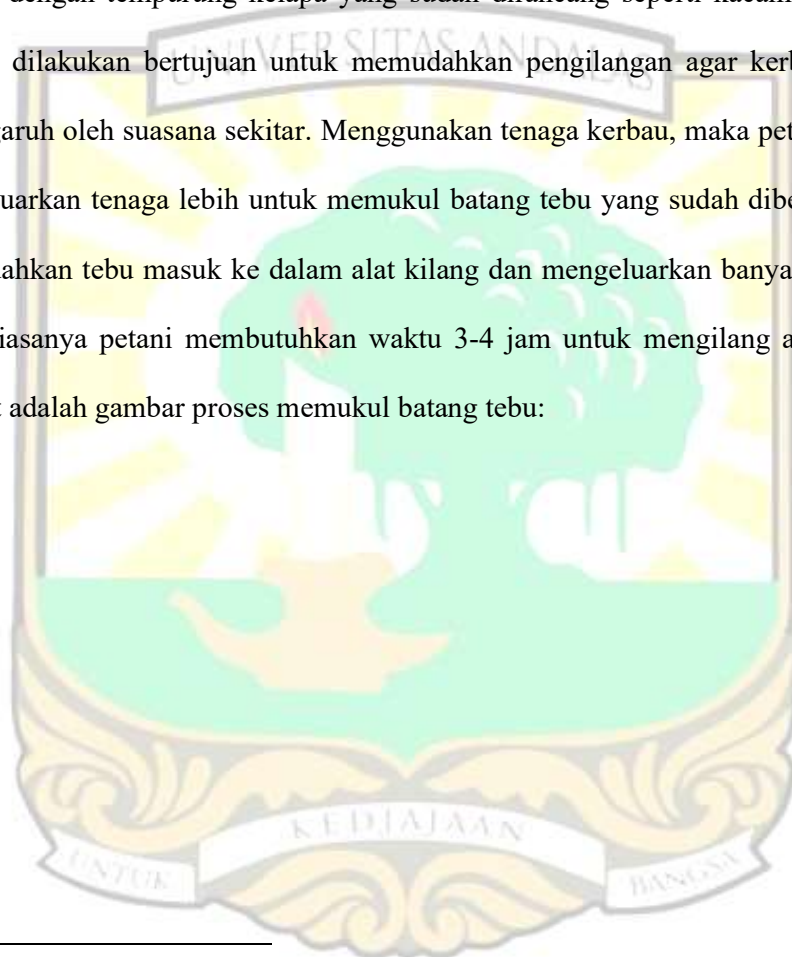 dengan tempurung kelapa yang sudah dirancang seperti kacam
dilakukan bertujuan untuk memudahkan pengilangan agar kerb
garuh oleh suasana sekitar. Menggunakan tenaga kerbau, maka pet
uarkan tenaga lebih untuk memukul batang tebu yang sudah dibe
ahkan tebu masuk ke dalam alat kilang dan mengeluarkan banya
iasanya petani membutuhkan waktu 3-4 jam untuk mengilang a
t adalah gambar proses memukul batang tebu:
UNIVERSITAS ANDALAS
KEDJAJAAN
UNTUK
BANGSA